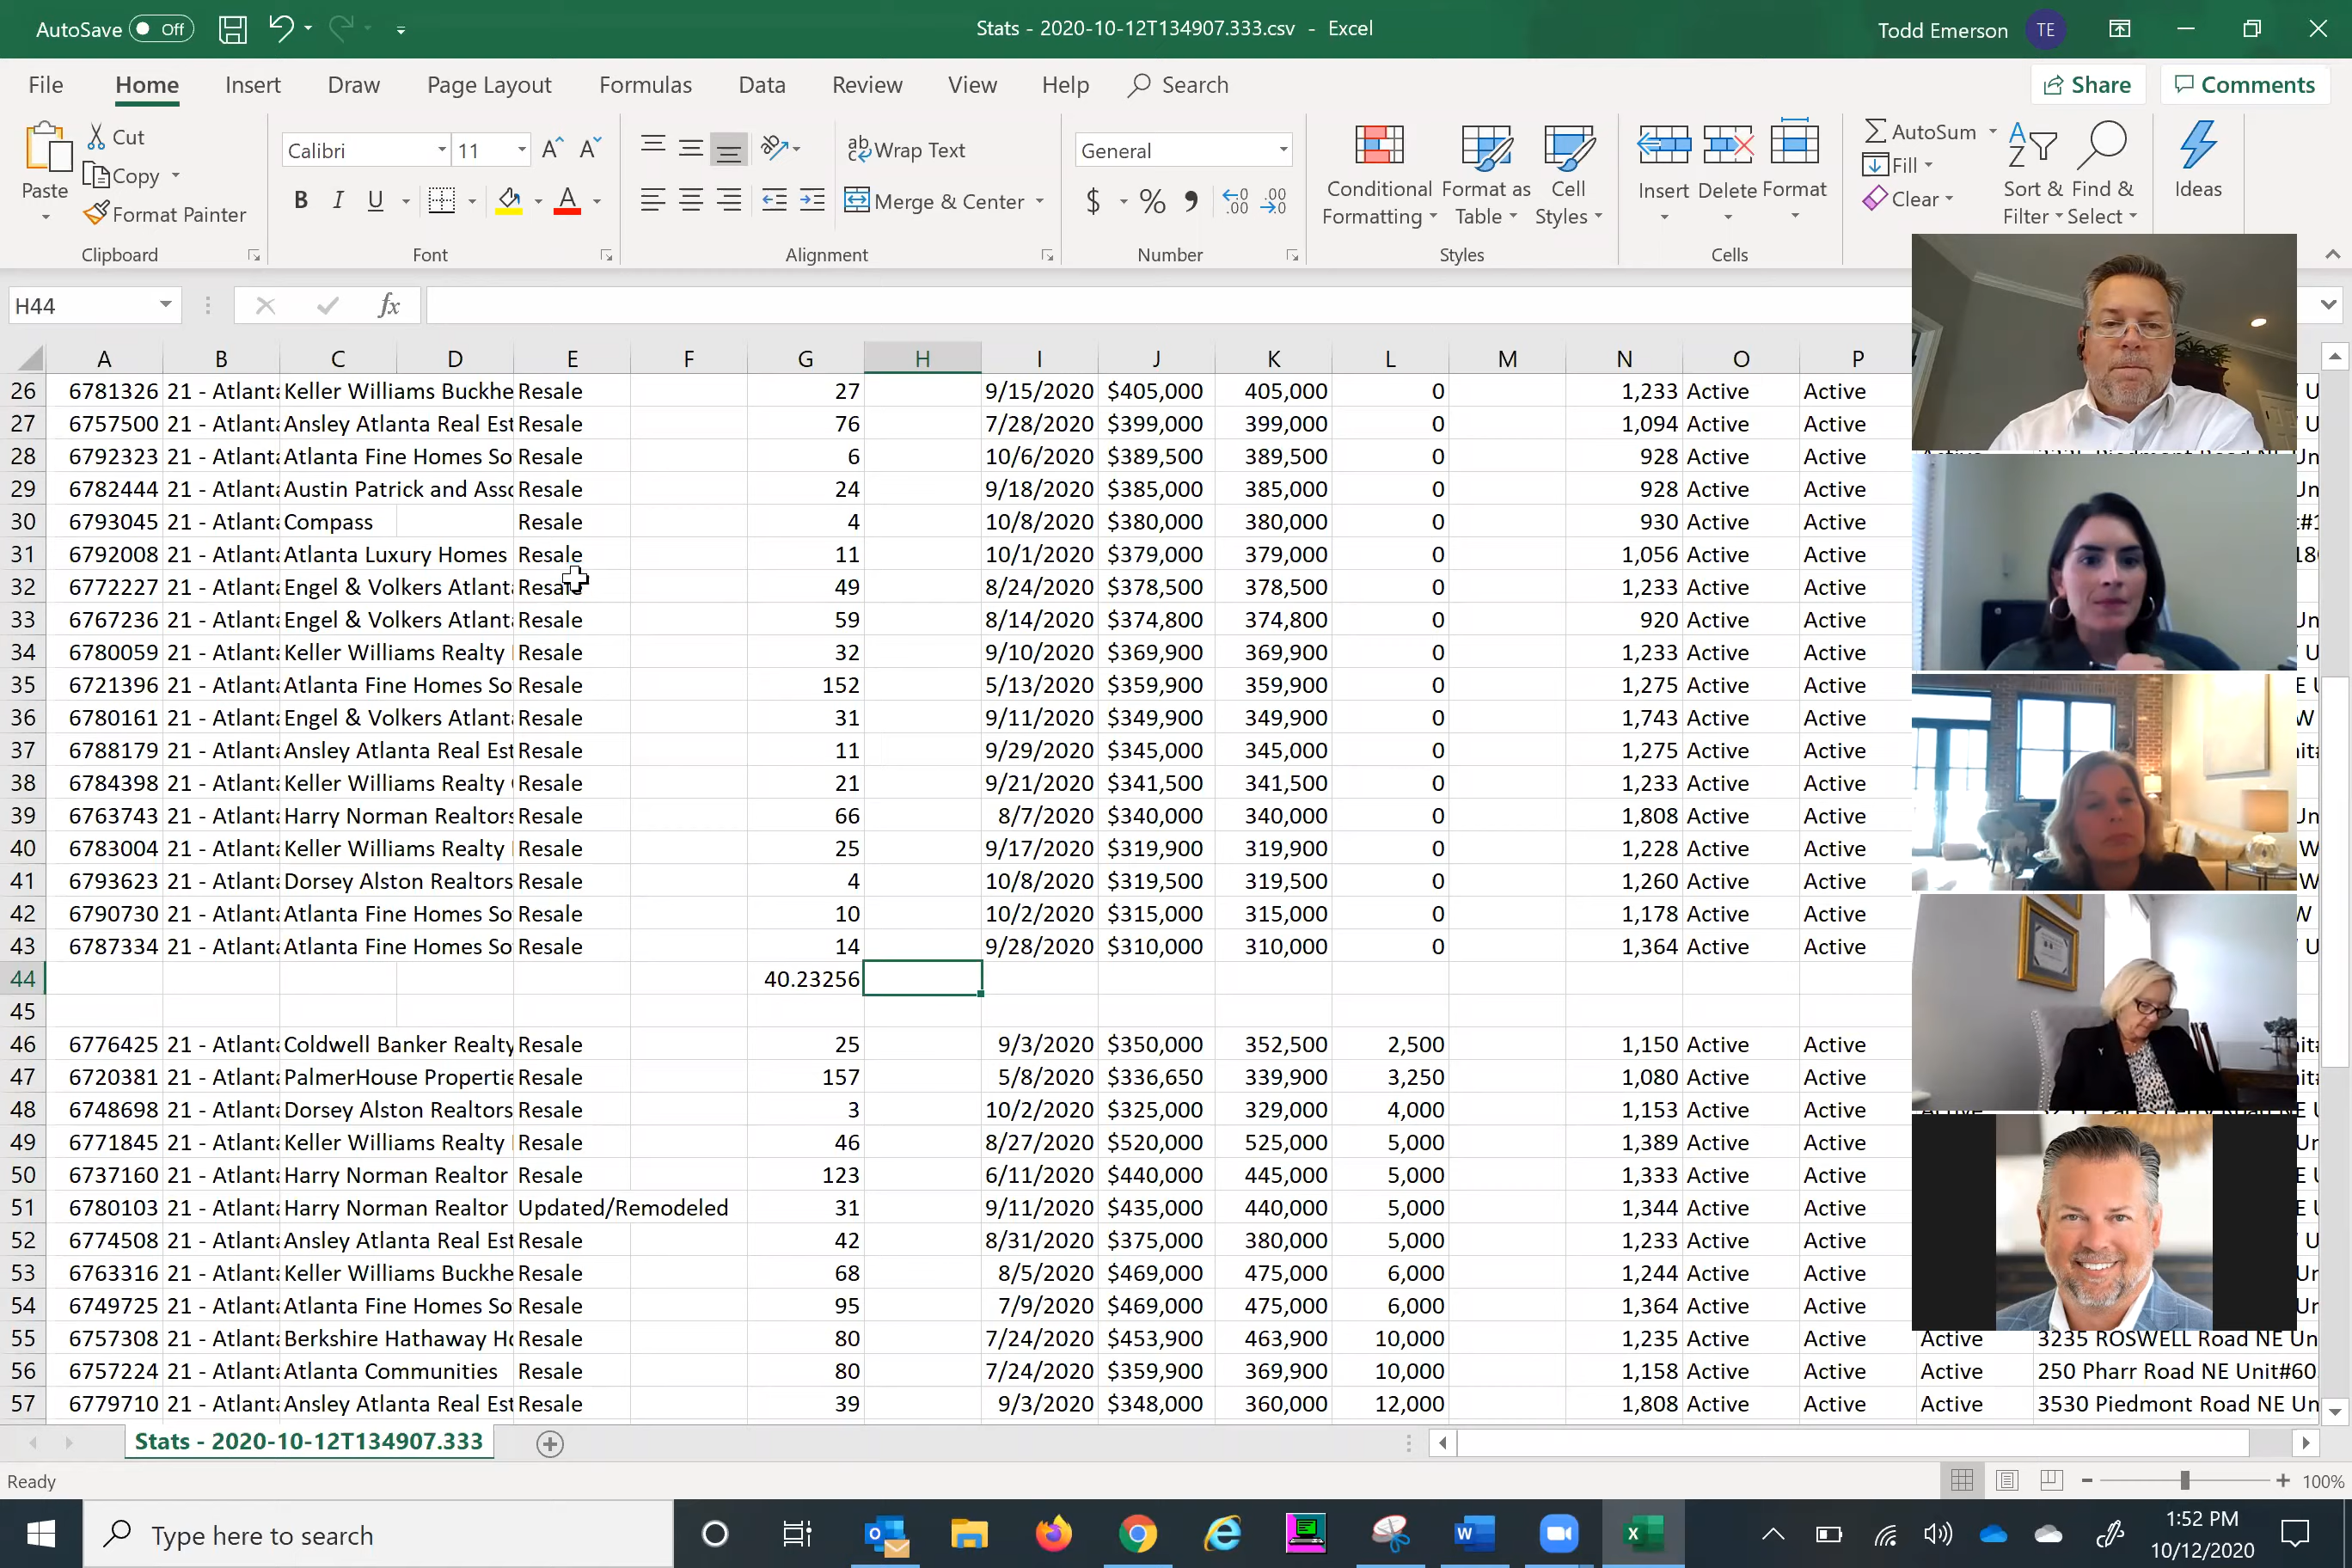 AutoSave Off
Stats - 2020-10-12T134907.333.csv - Excel
Todd Emerson TE
File Home Insert Draw Page Layout Formulas Data Review View Help Search Share Comments
Paste Cut Copy Format Painter Clipboard
Calibri 11 B I U A Font
ab Wrap Text Merge & Center Alignment
General $ % , .00 Number
Conditional Formatting Format as Table Cell Styles Styles
Insert Delete Format Cells
AutoSum Fill Clear Sort & Filter Find & Select
Ideas
H44 fx
A B C D E F G H I J K L M N O P
26 6781326 21 - Atlanta Keller Williams Buckhe Resale 27 9/15/2020 $405,000 405,000 0 1,233 Active Active
27 6757500 21 - Atlanta Ansley Atlanta Real Est Resale 76 7/28/2020 $399,000 399,000 0 1,094 Active Active
28 6792323 21 - Atlanta Atlanta Fine Homes So Resale 6 10/6/2020 $389,500 389,500 0 928 Active Active
29 6782444 21 - Atlanta Austin Patrick and Asso Resale 24 9/18/2020 $385,000 385,000 0 928 Active Active
30 6793045 21 - Atlanta Compass Resale 4 10/8/2020 $380,000 380,000 0 930 Active Active
31 6792008 21 - Atlanta Atlanta Luxury Homes Resale 11 10/1/2020 $379,000 379,000 0 1,056 Active Active
32 6772227 21 - Atlanta Engel & Volkers Atlant Resale 49 8/24/2020 $378,500 378,500 0 1,233 Active Active
33 6767236 21 - Atlanta Engel & Volkers Atlant Resale 59 8/14/2020 $374,800 374,800 0 920 Active Active
34 6780059 21 - Atlanta Keller Williams Realty Resale 32 9/10/2020 $369,900 369,900 0 1,233 Active Active
35 6721396 21 - Atlanta Atlanta Fine Homes So Resale 152 5/13/2020 $359,900 359,900 0 1,275 Active Active
36 6780161 21 - Atlanta Engel & Volkers Atlant Resale 31 9/11/2020 $349,900 349,900 0 1,743 Active Active
37 6788179 21 - Atlanta Ansley Atlanta Real Est Resale 11 9/29/2020 $345,000 345,000 0 1,275 Active Active
38 6784398 21 - Atlanta Keller Williams Realty Resale 21 9/21/2020 $341,500 341,500 0 1,233 Active Active
39 6763743 21 - Atlanta Harry Norman Realtors Resale 66 8/7/2020 $340,000 340,000 0 1,808 Active Active
40 6783004 21 - Atlanta Keller Williams Realty Resale 25 9/17/2020 $319,900 319,900 0 1,228 Active Active
41 6793623 21 - Atlanta Dorsey Alston Realtors Resale 4 10/8/2020 $319,500 319,500 0 1,260 Active Active
42 6790730 21 - Atlanta Atlanta Fine Homes So Resale 10 10/2/2020 $315,000 315,000 0 1,178 Active Active
43 6787334 21 - Atlanta Atlanta Fine Homes So Resale 14 9/28/2020 $310,000 310,000 0 1,364 Active Active
44 40.23256
45
46 6776425 21 - Atlanta Coldwell Banker Realty Resale 25 9/3/2020 $350,000 352,500 2,500 1,150 Active Active
47 6720381 21 - Atlanta PalmerHouse Propertie Resale 157 5/8/2020 $336,650 339,900 3,250 1,080 Active Active
48 6748698 21 - Atlanta Dorsey Alston Realtors Resale 3 10/2/2020 $325,000 329,000 4,000 1,153 Active Active
49 6771845 21 - Atlanta Keller Williams Realty Resale 46 8/27/2020 $520,000 525,000 5,000 1,389 Active Active
50 6737160 21 - Atlanta Harry Norman Realtor Resale 123 6/11/2020 $440,000 445,000 5,000 1,333 Active Active
51 6780103 21 - Atlanta Harry Norman Realtor Updated/Remodeled 31 9/11/2020 $435,000 440,000 5,000 1,344 Active Active
52 6774508 21 - Atlanta Ansley Atlanta Real Est Resale 42 8/31/2020 $375,000 380,000 5,000 1,233 Active Active
53 6763316 21 - Atlanta Keller Williams Buckhe Resale 68 8/5/2020 $469,000 475,000 6,000 1,244 Active Active
54 6749725 21 - Atlanta Atlanta Fine Homes So Resale 95 7/9/2020 $469,000 475,000 6,000 1,364 Active Active
55 6757308 21 - Atlanta Berkshire Hathaway Ho Resale 80 7/24/2020 $453,900 463,900 10,000 1,235 Active Active Active 3235 ROSWELL Road NE Un
56 6757224 21 - Atlanta Atlanta Communities Resale 80 7/24/2020 $359,900 369,900 10,000 1,158 Active Active Active 250 Pharr Road NE Unit#60
57 6779710 21 - Atlanta Ansley Atlanta Real Est Resale 39 9/3/2020 $348,000 360,000 12,000 1,808 Active Active Active 3530 Piedmont Road NE Un
Stats - 2020-10-12T134907.333
Ready 100%
Type here to search
1:52 PM
10/12/2020